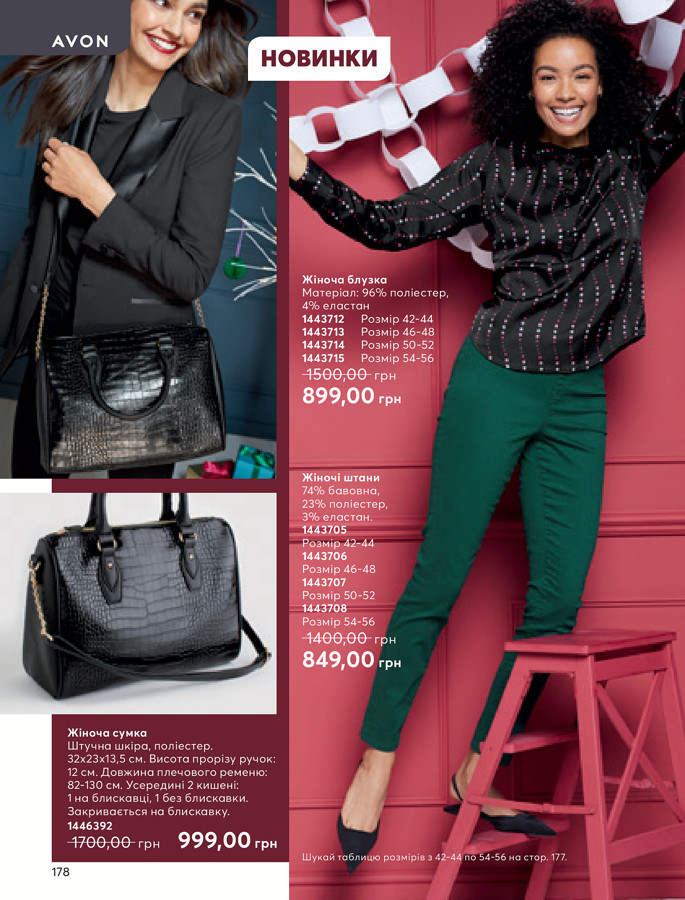 AVON
НОВИНКИ
Жіноча блузка
Матеріал: 96% поліестер,
4% еластан
1443712 Розмір 42-44
1443713 Розмір 46-48
1443714 Розмір 50-52
1443715 Розмір 54-56
1500,00 грн
899,00 грн
Жіночі штани
74% бавовна,
23% поліестер,
3% еластан.
1443705
Розмір 42-44
1443706
Розмір 46-48
1443707
Розмір 50-52
1443708
Розмір 54-56
1400,00 грн
849,00 грн
Жіноча сумка
Штучна шкіра, поліестер.
32х23х13,5 см. Висота прорізу ручок:
12 см. Довжина плечового ременю:
82-130 см. Усередині 2 кишені:
1 на блискавці, 1 без блискавки.
Закривається на блискавку.
1446392
1700,00 грн 999,00 грн
Шукай таблицю розмірів з 42-44 по 54-56 на стор. 177.
178